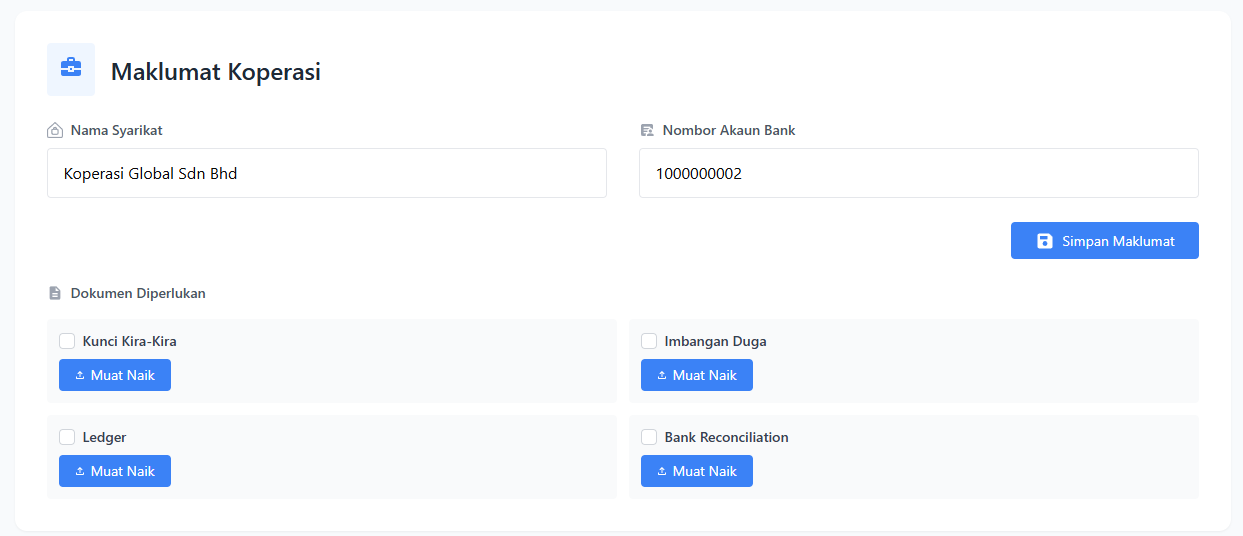 Maklumat Koperasi
Nama Syarikat
Nombor Akaun Bank
Koperasi Global Sdn Bhd
1000000002
Simpan Maklumat
Dokumen Diperlukan
Kunci Kira-Kira
Imbangan Duga
Muat Naik
Muat Naik
Ledger
Bank Reconciliation
Muat Naik
Muat Naik